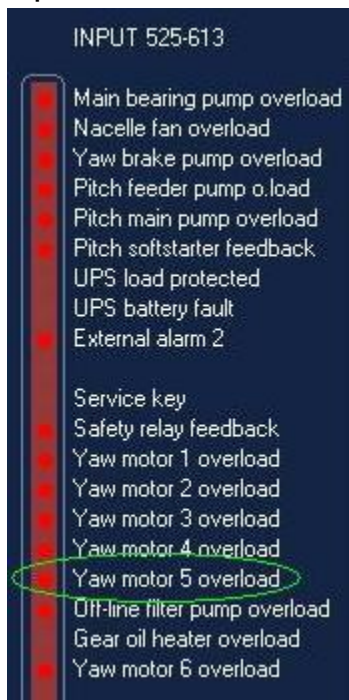 INPUT 525-613
Main bearing pump overload
Nacelle fan overload
Yaw brake pump overload
Pitch feeder pump o.load
Pitch main pump overload
Pitch softstarter feedback
UPS load protected
UPS battery fault
External alarm 2
Service key
Safety relay feedback
Yaw motor 1 overload
Yaw motor 2 overload
Yaw motor 3 overload
Yaw motor 4 overload
Yaw motor 5 overload
Off-line filter pump overload
Gear oil heater overload
Yaw motor 6 overload